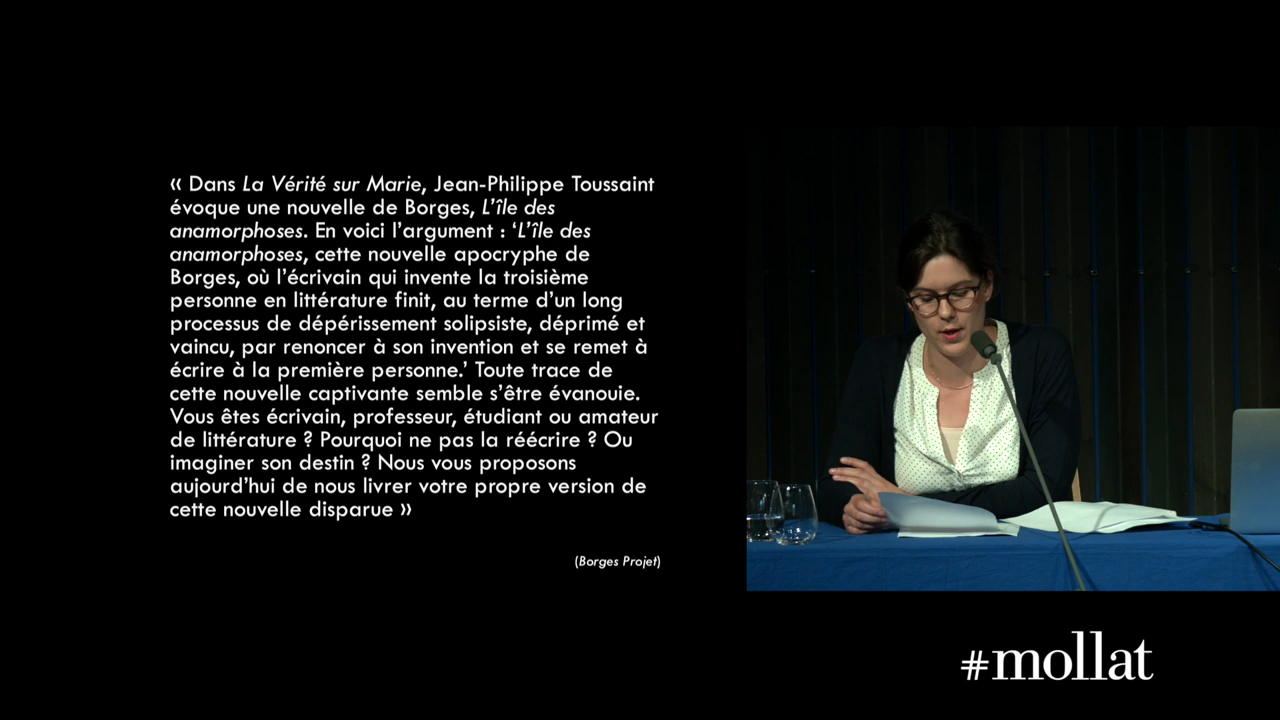 « Dans La Vérité sur Marie, Jean-Philippe Toussaint
évoque une nouvelle de Borges, L’île des
anamorphoses. En voici l’argument : ‘L’île des
anamorphoses, cette nouvelle apocryphe de
Borges, où l’écrivain qui invente la troisième
personne en littérature finit, au terme d’un long
processus de dépérissement solipsiste, déprimé et
vaincu, par renoncer à son invention et se remet à
écrire à la première personne.’ Toute trace de
cette nouvelle captivante semble s’être évanouie.
Vous êtes écrivain, professeur, étudiant ou amateur
de littérature ? Pourquoi ne pas la réécrire ? Ou
imaginer son destin ? Nous vous proposons
aujourd’hui de nous livrer votre propre version de
cette nouvelle disparue »
(Borges Projet)
#mollat